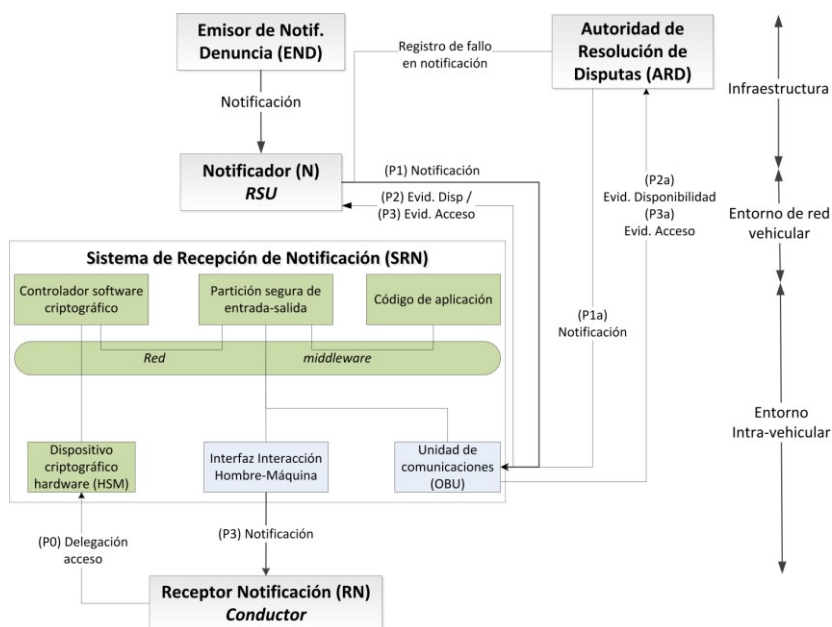 Emisor de Notif.
Denuncia (END)
Registro de fallo
en notificación
Autoridad de
Resolución de
Disputas (ARD)
Infraestructura
Notificación
Notificador (N)
RSU
(P1) Notificación
(P2) Evid. Disp /
(P3) Evid. Acceso
(P2a)
Evid. Disponibilidad
(P3a)
Evid. Acceso
Entorno de red
vehicular
Sistema de Recepción de Notificación (SRN)
Controlador software
criptográfico
Partición segura de
entrada-salida
Código de aplicación
(P1a)
Notificación
Red
middleware
Entorno
Intra-vehicular
Dispositivo
criptográfico
hardware (HSM)
Interfaz Interacción
Hombre-Máquina
Unidad de
comunicaciones
(OBU)
(P0) Delegación
acceso
(P3) Notificación
Receptor Notificación (RN)
Conductor